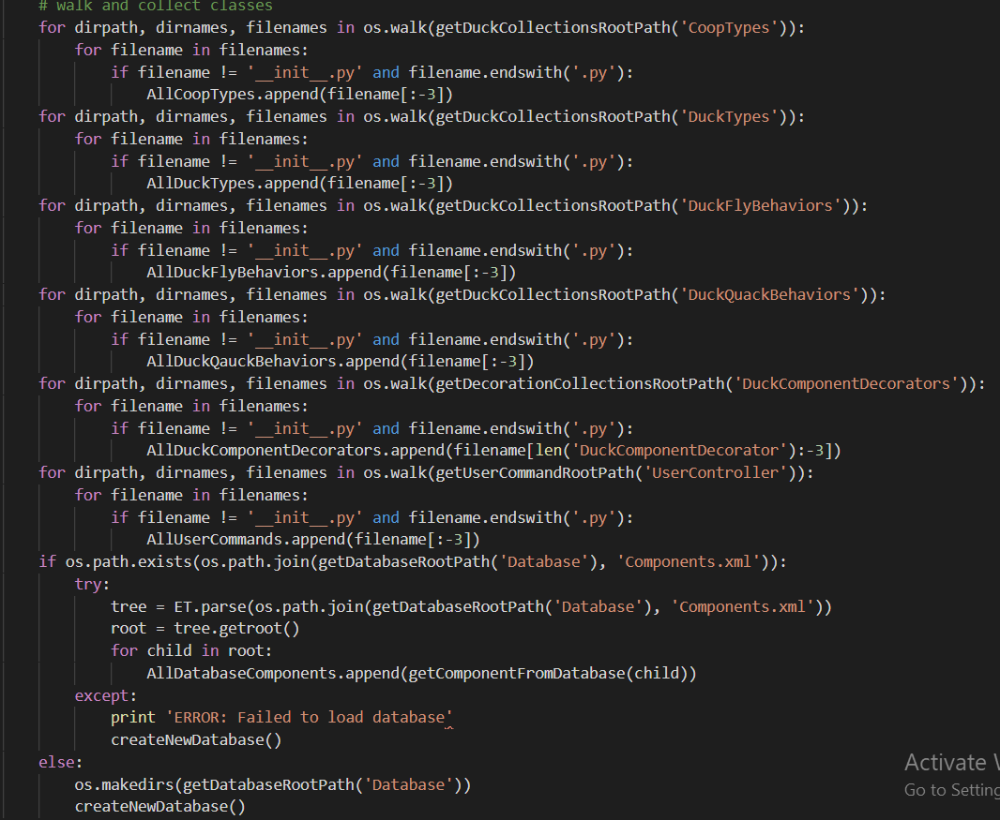 # walk and collect classes
for dirpath, dirnames, filenames in os.walk(getDuckCollectionsRootPath('CoopTypes')):
    for filename in filenames:
        if filename != '__init__.py' and filename.endswith('.py'):
            AllCoopTypes.append(filename[:-3])
for dirpath, dirnames, filenames in os.walk(getDuckCollectionsRootPath('DuckTypes')):
    for filename in filenames:
        if filename != '__init__.py' and filename.endswith('.py'):
            AllDuckTypes.append(filename[:-3])
for dirpath, dirnames, filenames in os.walk(getDuckCollectionsRootPath('DuckFlyBehaviors')):
    for filename in filenames:
        if filename != '__init__.py' and filename.endswith('.py'):
            AllDuckFlyBehaviors.append(filename[:-3])
for dirpath, dirnames, filenames in os.walk(getDuckCollectionsRootPath('DuckQuackBehaviors')):
    for filename in filenames:
        if filename != '__init__.py' and filename.endswith('.py'):
            AllDuckQauckBehaviors.append(filename[:-3])
for dirpath, dirnames, filenames in os.walk(getDecorationCollectionsRootPath('DuckComponentDecorators')):
    for filename in filenames:
        if filename != '__init__.py' and filename.endswith('.py'):
            AllDuckComponentDecorators.append(filename[len('DuckComponentDecorator'):-3])
for dirpath, dirnames, filenames in os.walk(getUserCommandRootPath('UserController')):
    for filename in filenames:
        if filename != '__init__.py' and filename.endswith('.py'):
            AllUserCommands.append(filename[:-3])
if os.path.exists(os.path.join(getDatabaseRootPath('Database'), 'Components.xml')):
    try:
        tree = ET.parse(os.path.join(getDatabaseRootPath('Database'), 'Components.xml'))
        root = tree.getroot()
        for child in root:
            AllDatabaseComponents.append(getComponentFromDatabase(child))
    except:
        print 'ERROR: Failed to load database'
        createNewDatabase()
else:
    os.makedirs(getDatabaseRootPath('Database'))
    createNewDatabase()
Activate
Go to Setting